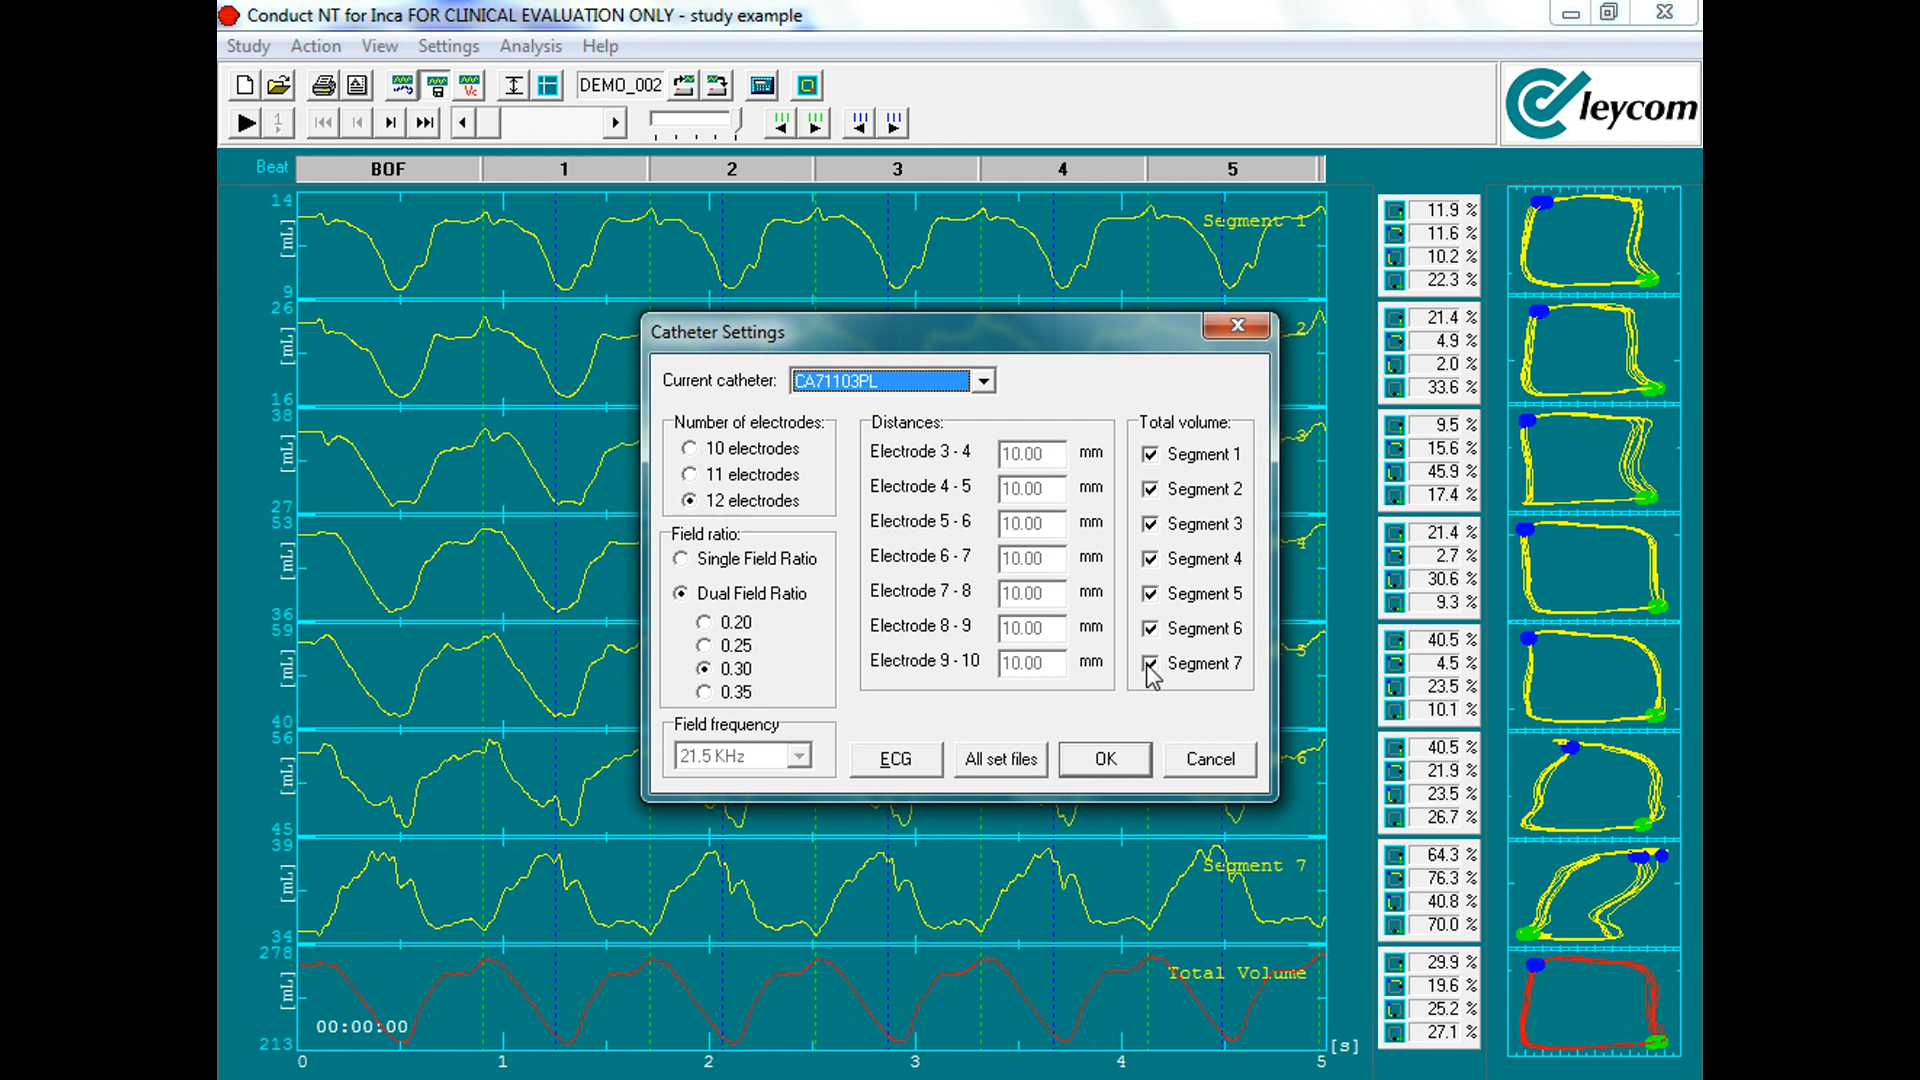 Conduct NT for Inca FOR CLINICAL EVALUATION ONLY - study example
Study Action View Settings Analysis Help
DEMO_002
leycom
1
Beat BOF 1 2 3 4 5
14
[mL]
Segment 1
9
11.9 %
11.6 %
10.2 %
22.3 %
26
[mL]
2
16
21.4 %
4.9 %
2.0 %
33.6 %
38
[mL]
3
27
9.5 %
15.6 %
45.9 %
17.4 %
53
[mL]
4
36
21.4 %
2.7 %
30.6 %
9.3 %
59
[mL]
5
40
40.5 %
4.5 %
23.5 %
10.1 %
56
[mL]
6
45
40.5 %
21.9 %
23.5 %
26.7 %
39
[mL]
Segment 7
34
64.3 %
76.3 %
40.8 %
70.0 %
278
[mL]
Total Volume
00:00:00
213
29.9 %
19.6 %
25.2 %
27.1 %
0 1 2 3 4 5 [s]
Catheter Settings
Current catheter: CA71103PL
Number of electrodes:
10 electrodes
11 electrodes
12 electrodes
Field ratio:
Single Field Ratio
Dual Field Ratio
0.20
0.25
0.30
0.35
Field frequency
21.5 KHz
Distances:
Electrode 3 - 4 10.00 mm
Electrode 4 - 5 10.00 mm
Electrode 5 - 6 10.00 mm
Electrode 6 - 7 10.00 mm
Electrode 7 - 8 10.00 mm
Electrode 8 - 9 10.00 mm
Electrode 9 - 10 10.00 mm
Total volume:
Segment 1
Segment 2
Segment 3
Segment 4
Segment 5
Segment 6
Segment 7
ECG All set files OK Cancel